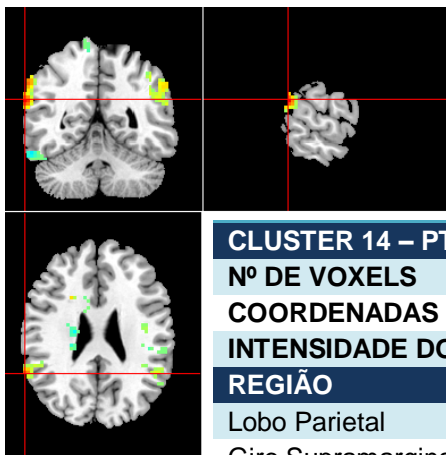 CLUSTER 14 – PT
Nº DE VOXELS
COORDENADAS
INTENSIDADE DO
REGIÃO
Lobo Parietal